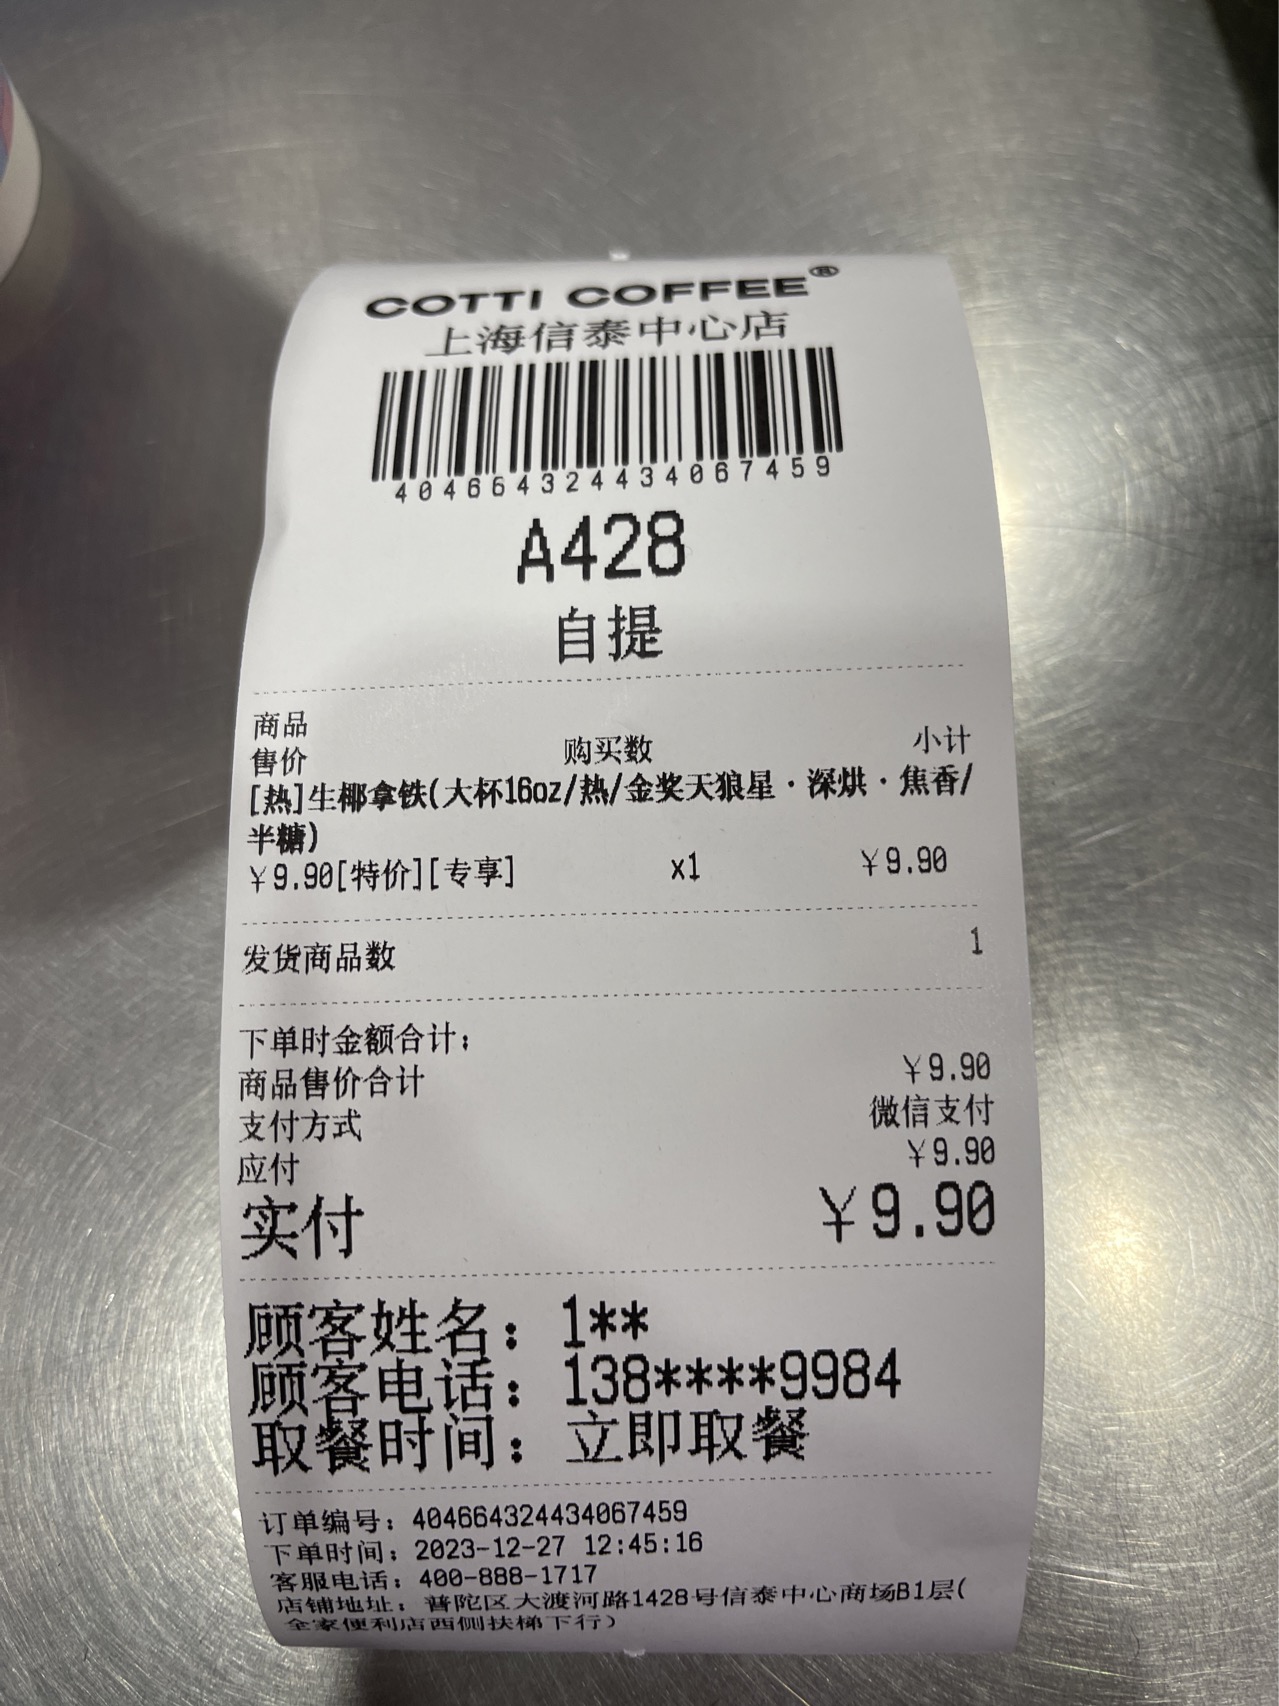 COTTI COFFEE®
上海信泰中心店
404664324434067459
A428
自提
商品
售价 购买数 小计
[热]生椰拿铁(大杯16oz/热/金奖天狼星·深烘·焦香/
半糖)
￥9.90[特价][专享] x1 ￥9.90
发货商品数 1
下单时金额合计：
商品售价合计 ￥9.90
支付方式 微信支付
应付 ￥9.90
实付 ￥9.90
顾客姓名：1**
顾客电话：138****9984
取餐时间：立即取餐
订单编号：404664324434067459
下单时间：2023-12-27 12:45:16
客服电话：400-888-1717
店铺地址：普陀区大渡河路1428号信泰中心商场B1层(
全家便利店西侧扶梯下行)